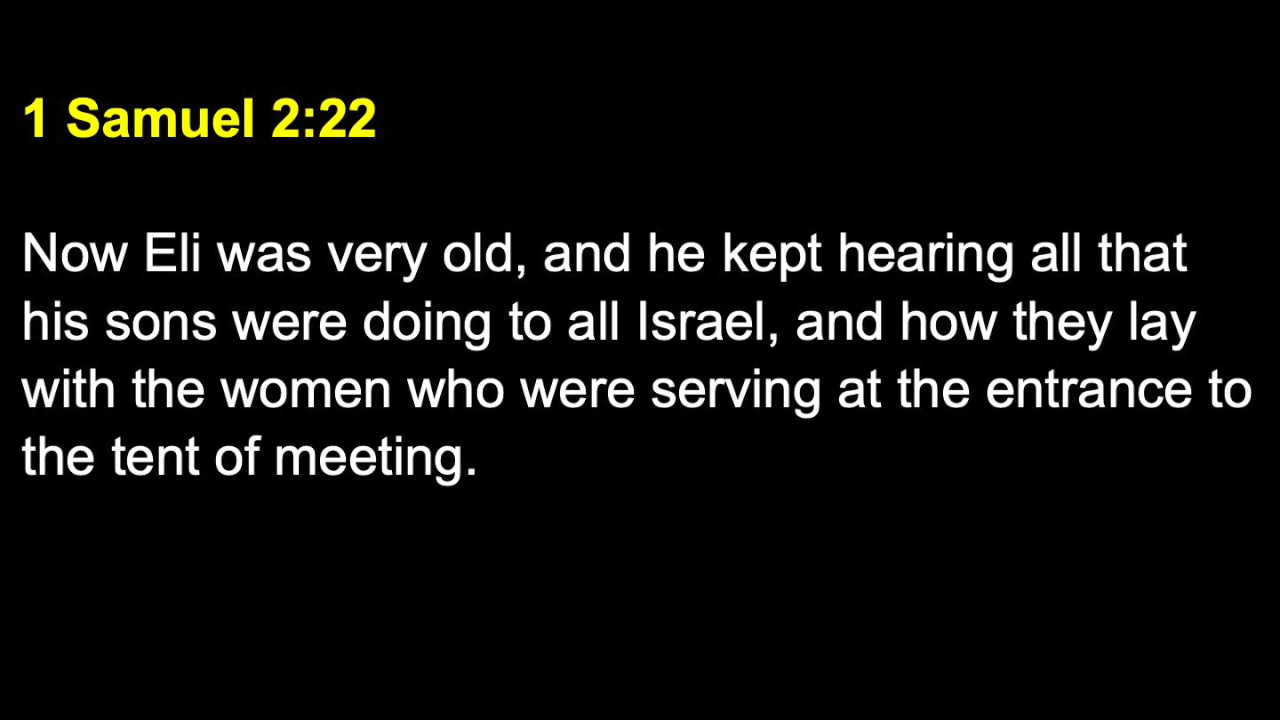 1 Samuel 2:22
Now Eli was very old, and he kept hearing all that
his sons were doing to all Israel, and how they lay
with the women who were serving at the entrance to
the tent of meeting.